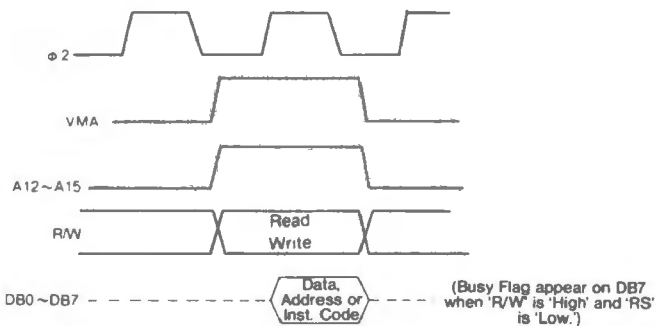 Φ2
VMA
A12~A15
R/W
Read
Write
DB0~DB7
Data,
Address or
Inst. Code
(Busy Flag appear on DB7
when 'R/W' is 'High' and 'RS'
is 'Low.')